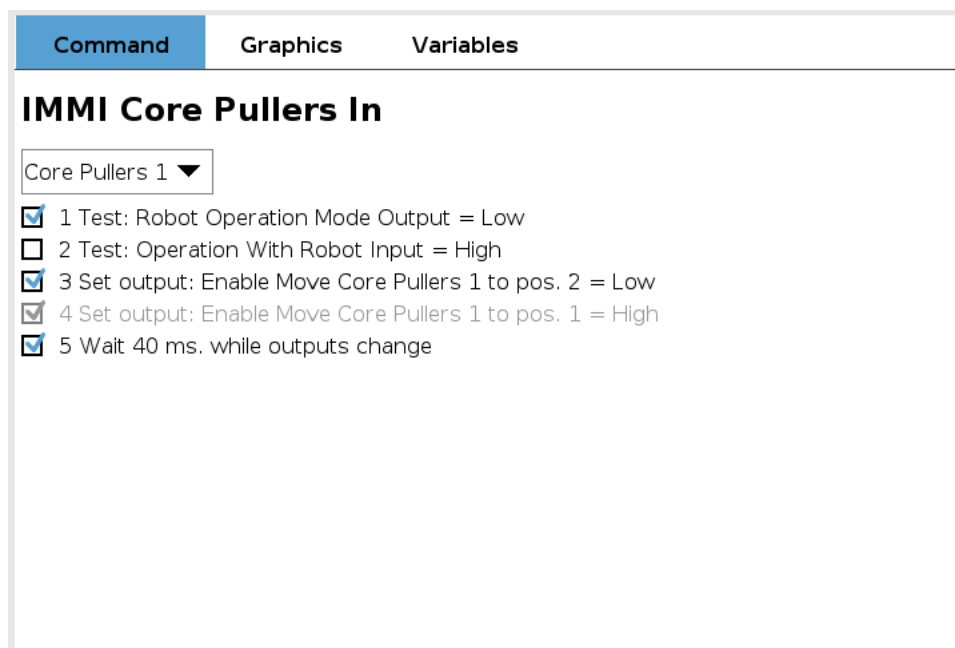 Command Graphics Variables
IMMI Core Pullers In
Core Pullers 1
1 Test: Robot Operation Mode Output = Low
2 Test: Operation With Robot Input = High
3 Set output: Enable Move Core Pullers 1 to pos. 2 = Low
4 Set output: Enable Move Core Pullers 1 to pos. 1 = High
5 Wait 40 ms. while outputs change